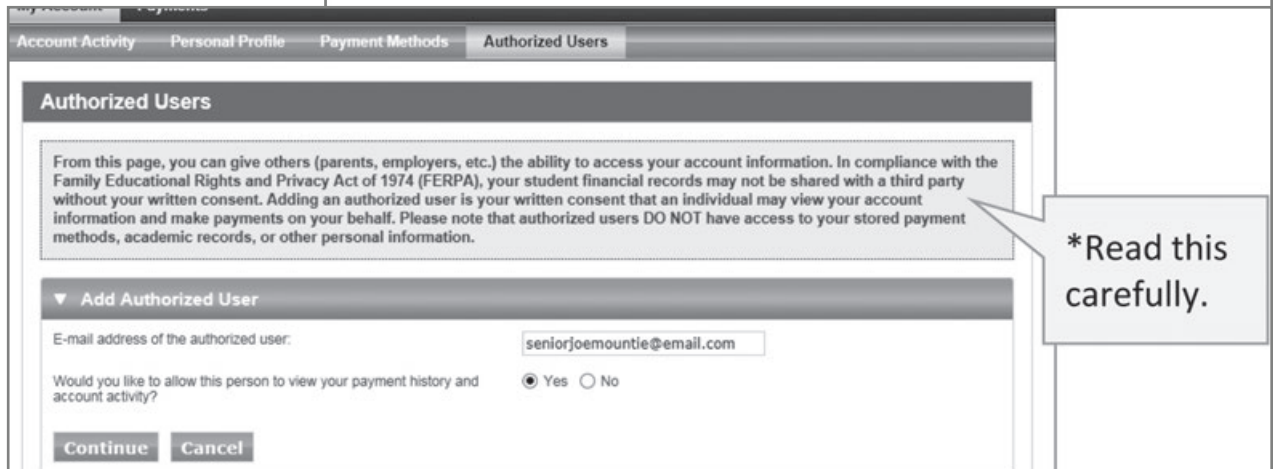 My Account Payments
Account Activity Personal Profile Payment Methods Authorized Users
Authorized Users
From this page, you can give others (parents, employers, etc.) the ability to access your account information. In compliance with the
Family Educational Rights and Privacy Act of 1974 (FERPA), your student financial records may not be shared with a third party
without your written consent. Adding an authorized user is your written consent that an individual may view your account
information and make payments on your behalf. Please note that authorized users DO NOT have access to your stored payment
methods, academic records, or other personal information.
*Read this
carefully.
▼ Add Authorized User
E-mail address of the authorized user:
seniorjoemountie@email.com
Would you like to allow this person to view your payment history and
account activity?
Yes No
Continue Cancel